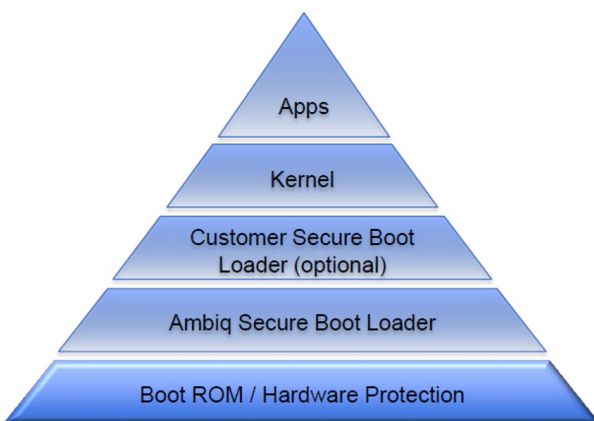 Apps
Kernel
Customer Secure Boot
Loader (optional)
Ambiq Secure Boot Loader
Boot ROM / Hardware Protection